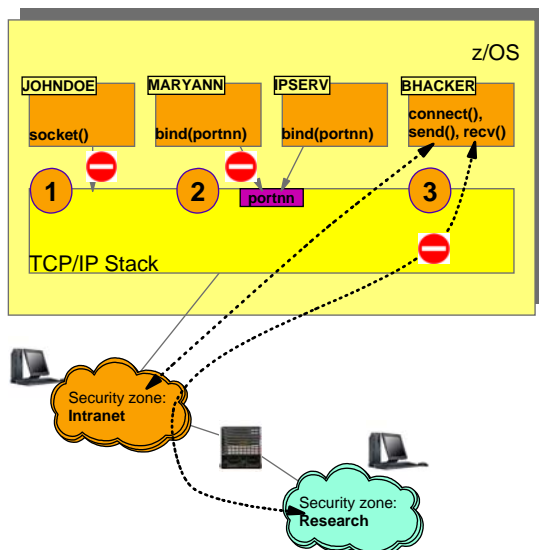 z/OS
JOHNDOE
MARYANN
IPSERV
BHACKER
socket()
bind(portnn)
bind(portnn)
connect(),
send(), recv()
1
2
3
portnn
TCP/IP Stack
Security zone:
Intranet
Security zone:
Research